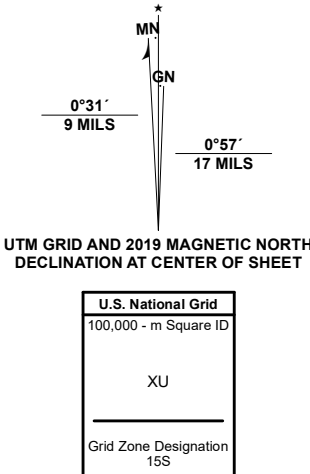 MN
GN
0°31´
9 MILS
0°57´
17 MILS
UTM GRID AND 2019 MAGNETIC NORTH
DECLINATION AT CENTER OF SHEET
U.S. National Grid
100,000 - m Square ID
XU
Grid Zone Designation
15S